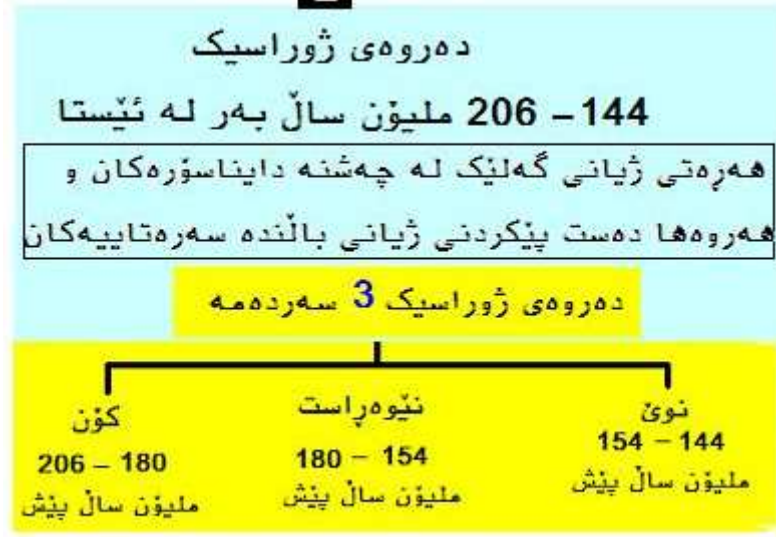 دەروەی ژوراسیک
206 – 144 ملیۆن ساڵ بەر لە ئێستا
هەڕەتی ژیانی گەلێک لە چەشنە دایناسۆرەکان و
هەروەها دەست پێکردنی ژیانی باڵندە سەرەتاییەکان
دەروەی ژوراسیک 3 سەردەمە
نوێ
154 – 144
ملیۆن ساڵ پێش
نێوەڕاست
180 – 154
ملیۆن ساڵ پێش
کۆن
206 – 180
ملیۆن ساڵ پێش